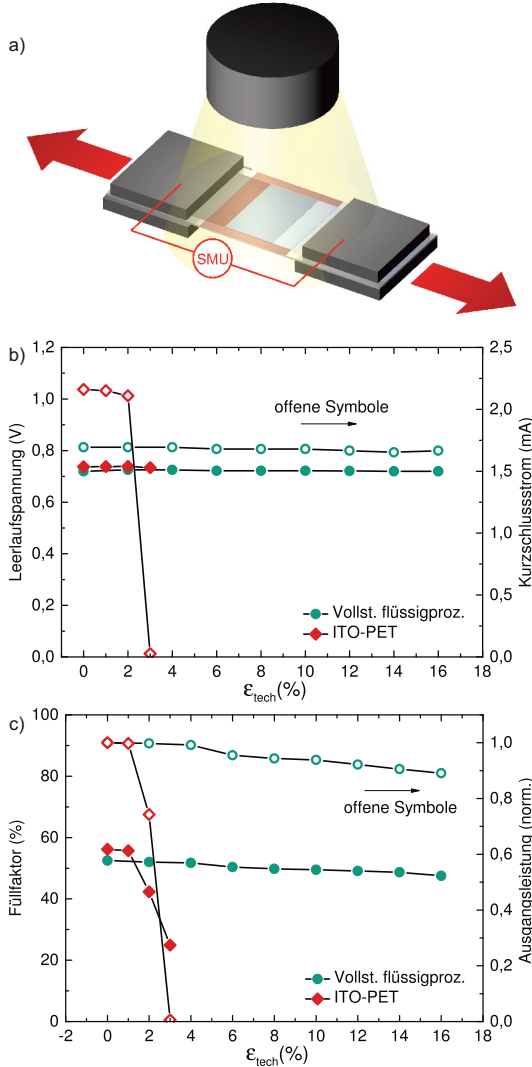 a)
SMU
b)
1,2
1,0
0,8
0,6
0,4
0,2
0,0
Leerlaufspannung (V)
2,5
2,0
1,5
1,0
0,5
0,0
Kurzschlussstrom (mA)
offene Symbole
Vollst. flüssigproz.
ITO-PET
0 2 4 6 8 10 12 14 16 18
ε_tech(%)
c)
100
80
60
40
20
0
Füllfaktor (%)
1,0
0,8
0,6
0,4
0,2
0,0
Ausgangsleistung (norm.)
offene Symbole
Vollst. flüssigproz.
ITO-PET
-2 0 2 4 6 8 10 12 14 16 18
ε_tech(%)